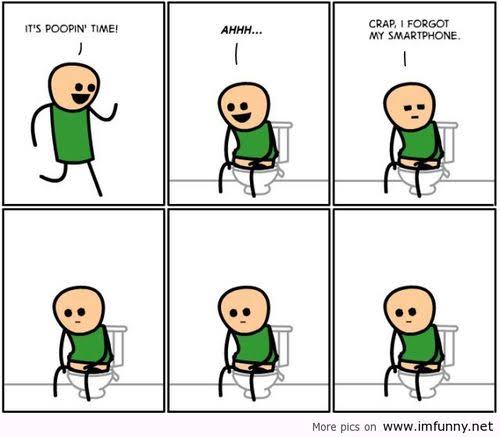 IT'S POOPIN' TIME!
AHHH...
CRAP, I FORGOT
MY SMARTPHONE.
More pics on www.imfunny.net